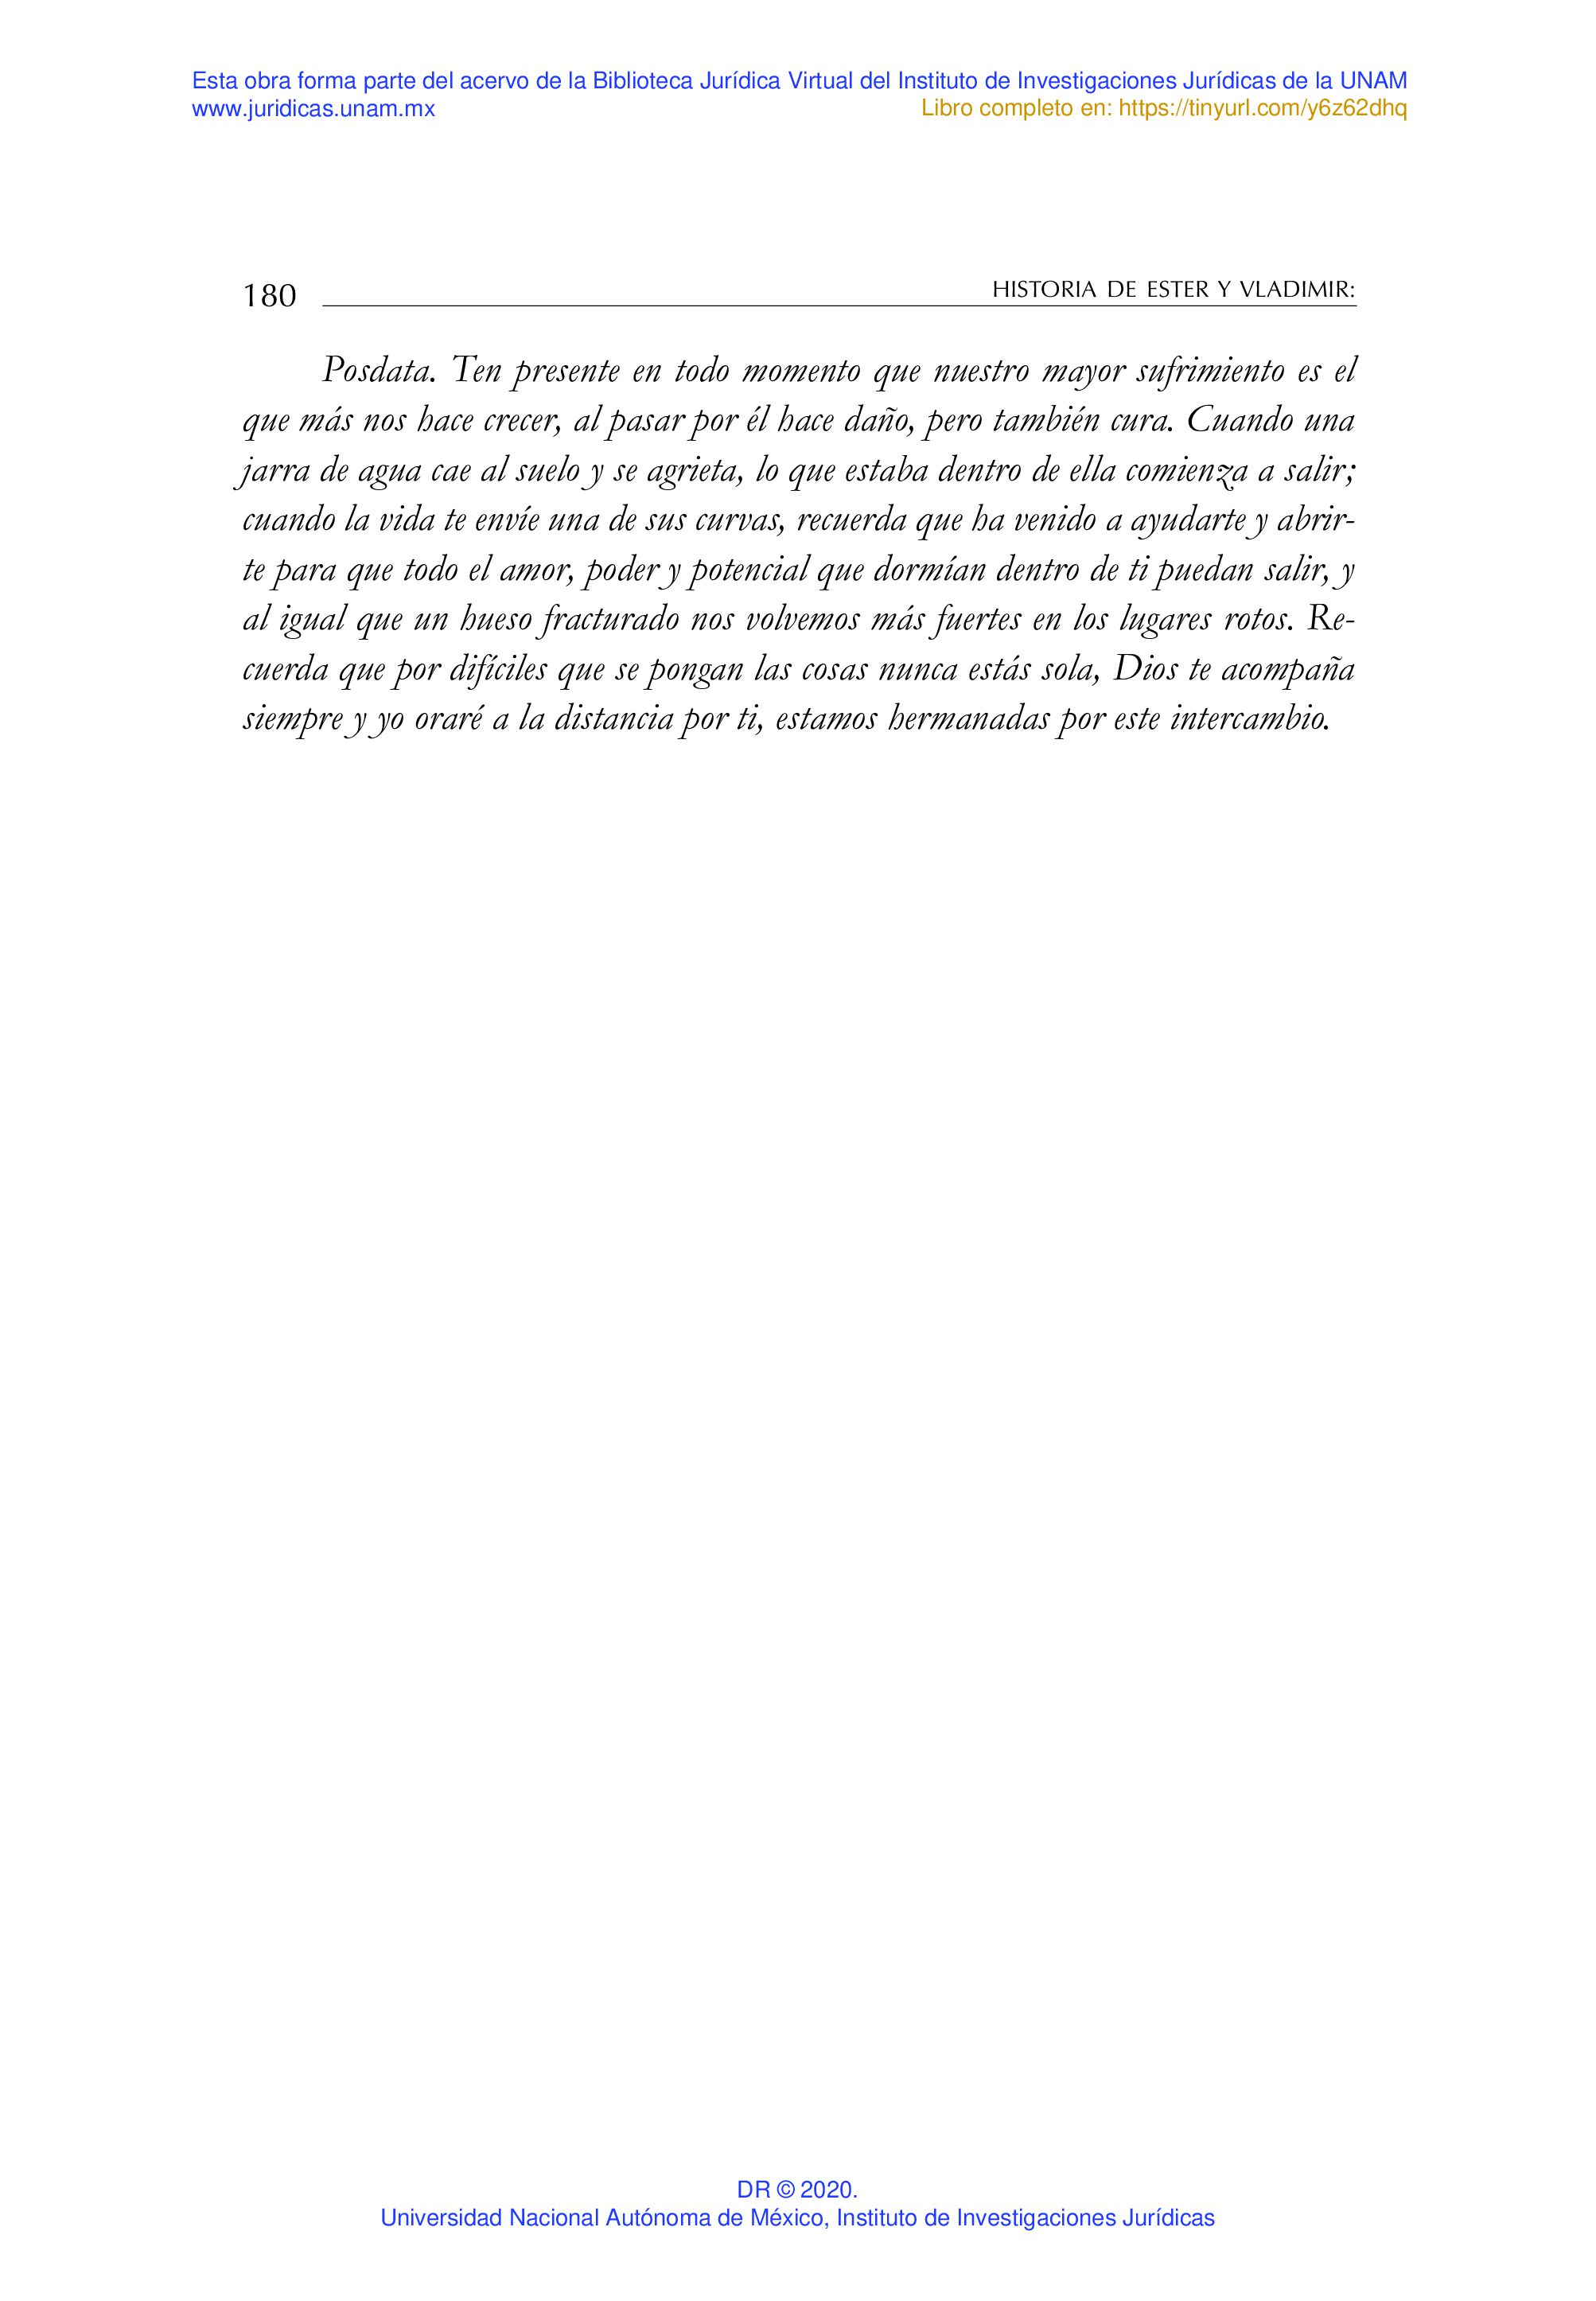 Esta obra forma parte del acervo de la Biblioteca Jurídica Virtual del Instituto de Investigaciones Jurídicas de la UNAM
www.juridicas.unam.mx
Libro completo en: https://tinyurl.com/y6z62dhq
180
HISTORIA DE ESTER Y VLADIMIR:
Posdata. Ten presente en todo momento que nuestro mayor sufrimiento es el
que más nos hace crecer, al pasar por él hace daño, pero también cura. Cuando una
jarra de agua cae al suelo y se agrieta, lo que estaba dentro de ella comienza a salir;
cuando la vida te envíe una de sus curvas, recuerda que ha venido a ayudarte y abrir-
te para que todo el amor, poder y potencial que dormían dentro de ti puedan salir, y
al igual que un hueso fracturado nos volvemos más fuertes en los lugares rotos. Re-
cuerda que por difíciles que se pongan las cosas nunca estás sola, Dios te acompaña
siempre y yo oraré a la distancia por ti, estamos hermanadas por este intercambio.
DR © 2020.
Universidad Nacional Autónoma de México, Instituto de Investigaciones Jurídicas